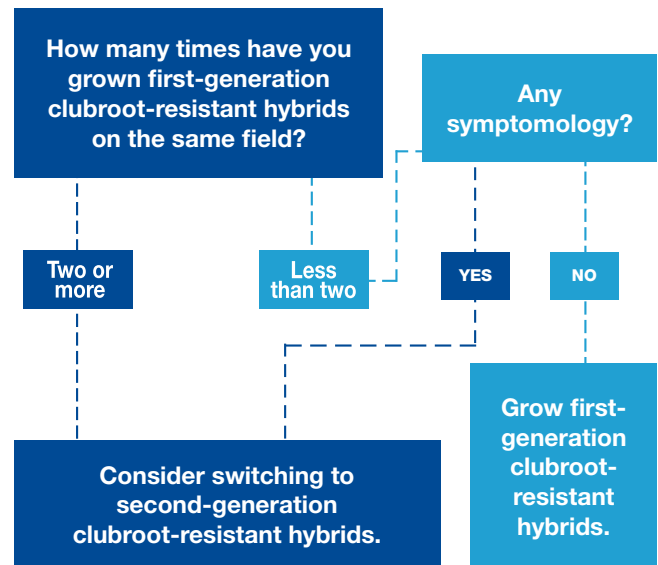 How many times have you
grown first-generation
clubroot-resistant hybrids
on the same field?
Any
symptomology?
Two or
more
Less
than two
YES
NO
Consider switching to
second-generation
clubroot-resistant hybrids.
Grow first-
generation
clubroot-
resistant
hybrids.